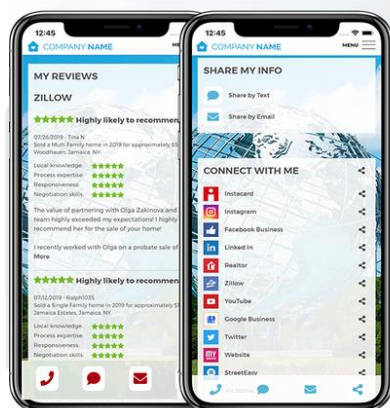 12:45
COMPANY NAME
MY REVIEWS
ZILLOW
Highly likely to recommen
07/26/2019 - Tina N
Sold a Multi Family home in 2019 for approximately
Woodhaven, Jamaica, NY.
Local knowledge
Process expertise
Responsiveness
Negotiation skills
The value of partnering with Olga Zakinova and
team highly exceeded my expectations! I highly
recommend her for the sale of your home!
I recently worked with Olga on a probate sale of
More
Highly likely to recommen
07/12/2019 - Ralph1035
Sold a Single Family home in 2019 for approximately
Jamaica Estates, Jamaica, NY.
Local knowledge
Process expertise
Responsiveness
Negotiation skills
12:45
COMPANY NAME
MENU
SHARE MY INFO
Share by Text
Share by Email
CONNECT WITH ME
Instacard
Instagram
Facebook Business
in
Linked In
Realtor
Zillow
YouTube
Google Business
Twitter
Website
StreetEasy